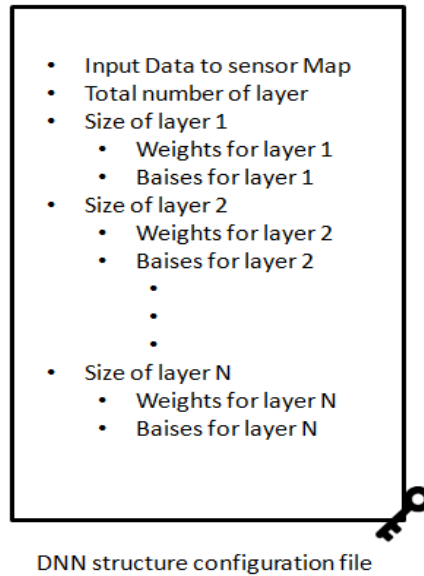 • Input Data to sensor Map
• Total number of layer
• Size of layer 1
• Weights for layer 1
• Baises for layer 1
• Size of layer 2
• Weights for layer 2
• Baises for layer 2
•
•
•
• Size of layer N
• Weights for layer N
• Baises for layer N
DNN structure configuration file